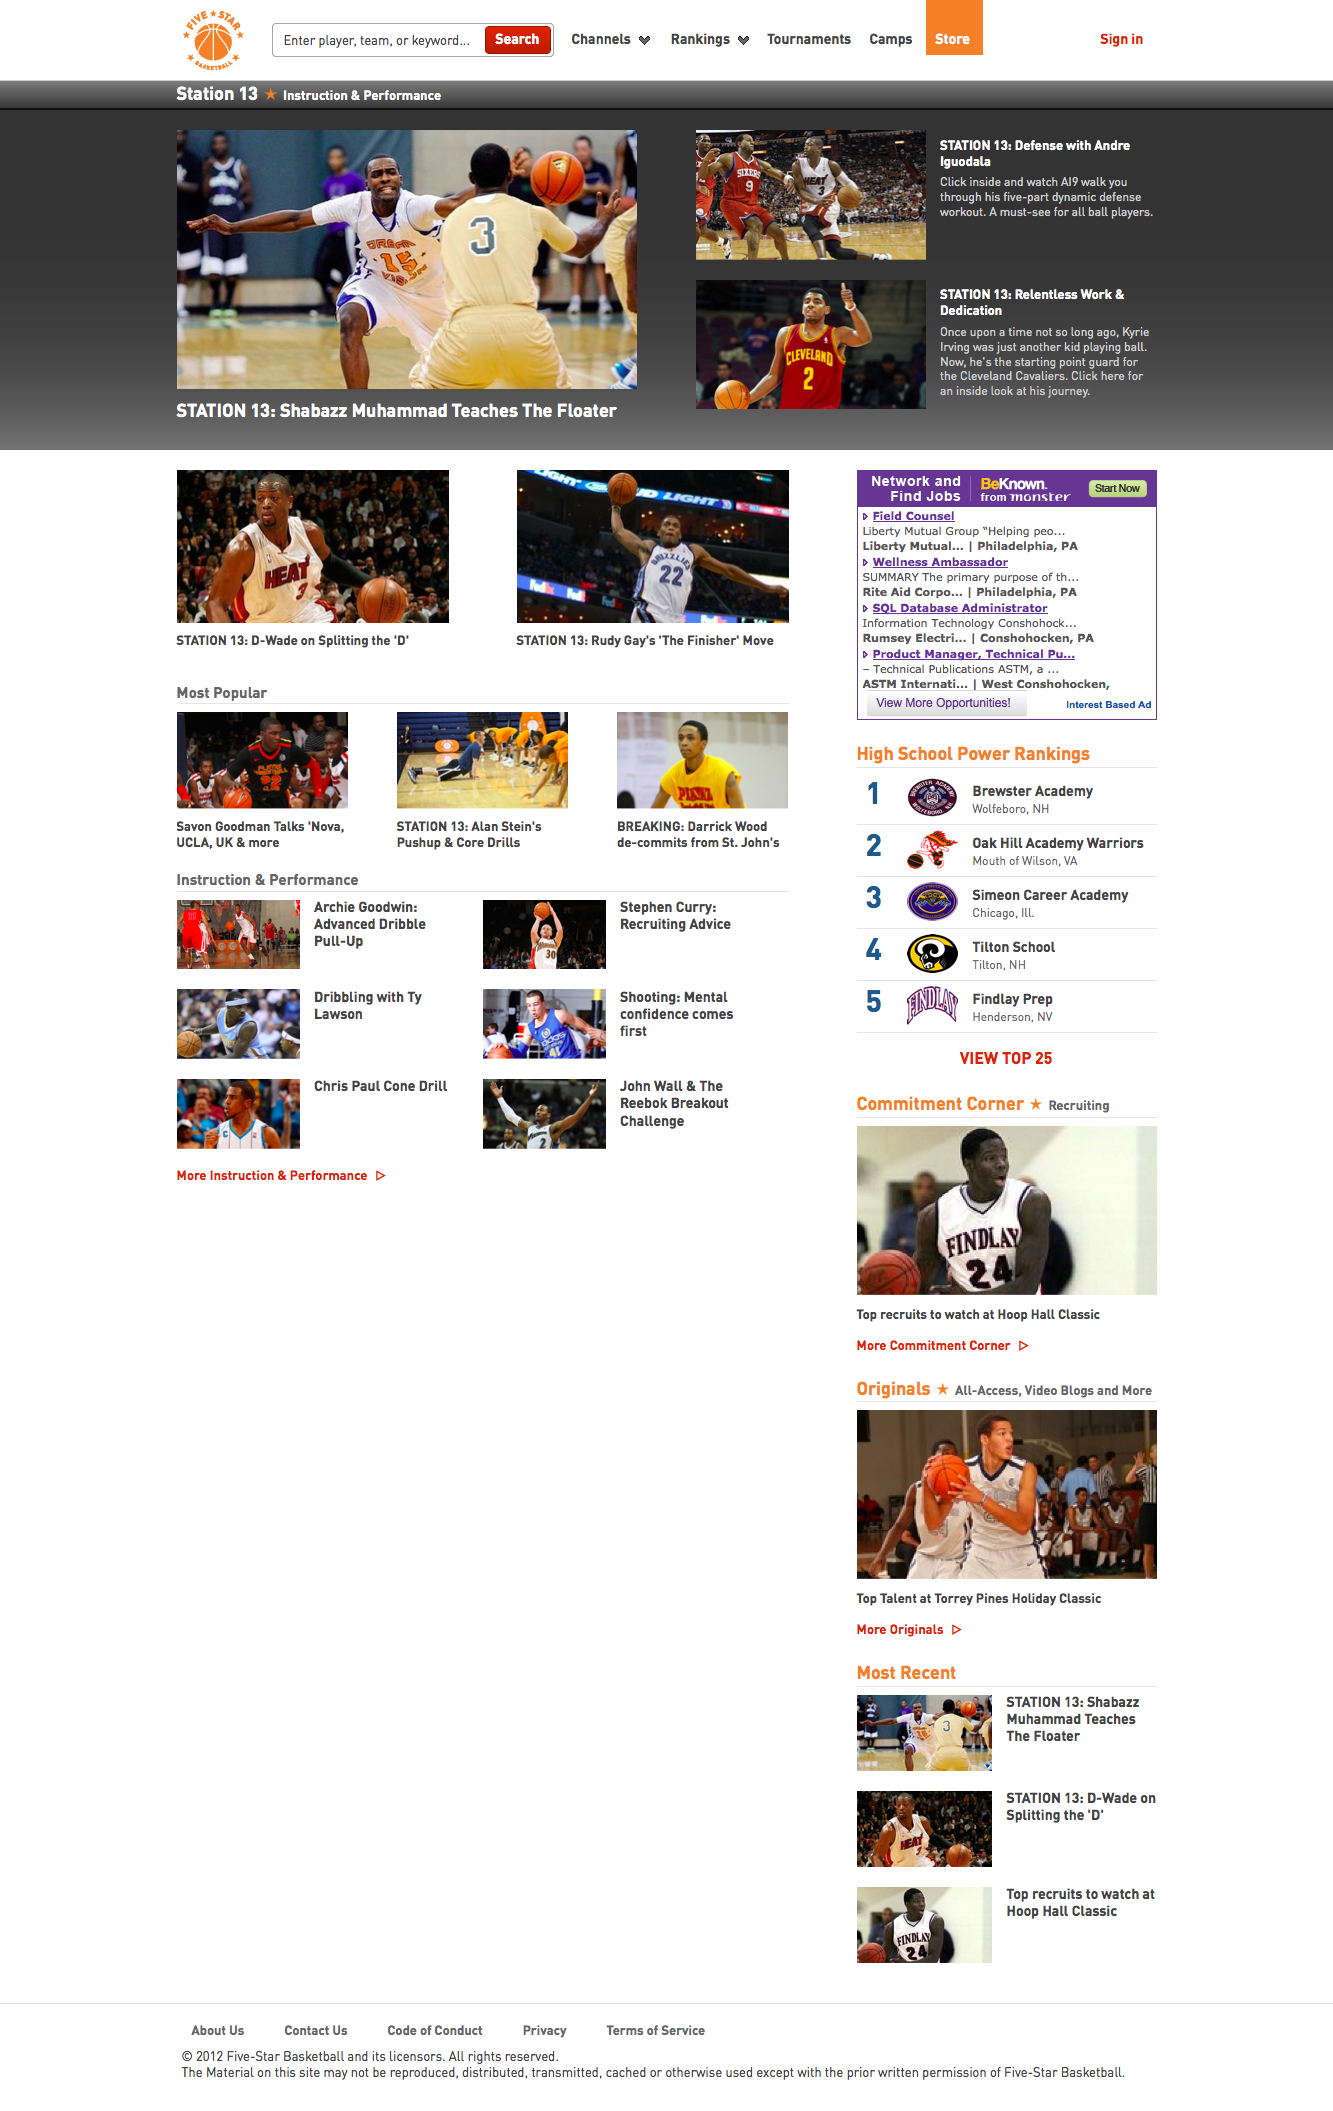 FIVE ★ STAR
BASKETBALL
Enter player, team, or keyword...
Search
Channels
Rankings
Tournaments
Camps
Store
Sign in
Station 13 ★ Instruction & Performance
STATION 13: Shabazz Muhammad Teaches The Floater
STATION 13: Defense with Andre
Iguodala
Click inside and watch AI9 walk you
through his five-part dynamic defense
workout. A must-see for all ball players.
STATION 13: Relentless Work &
Dedication
Once upon a time not so long ago, Kyrie
Irving was just another kid playing ball.
Now, he's the starting point guard for
the Cleveland Cavaliers. Click here for
an inside look at his journey.
15
3
SIXERS
9
HEAT
3
CLEVELAND
2
HEAT
3
GRIZZLIES
22
STATION 13: D-Wade on Splitting the 'D'
STATION 13: Rudy Gay's 'The Finisher' Move
Most Popular
Savon Goodman Talks 'Nova,
UCLA, UK & more
STATION 13: Alan Stein's
Pushup & Core Drills
BREAKING: Darrick Wood
de-commits from St. John's
Instruction & Performance
Archie Goodwin:
Advanced Dribble
Pull-Up
Stephen Curry:
Recruiting Advice
Dribbling with Ty
Lawson
Shooting: Mental
confidence comes
first
Chris Paul Cone Drill
John Wall & The
Reebok Breakout
Challenge
More Instruction & Performance
Network and
Find Jobs
BeKnown.
from monster
Start Now
Field Counsel
Liberty Mutual Group "Helping peo...
Liberty Mutual... | Philadelphia, PA
Wellness Ambassador
SUMMARY The primary purpose of th...
Rite Aid Corpo... | Philadelphia, PA
SQL Database Administrator
Information Technology Conshohock...
Rumsey Electri... | Conshohocken, PA
Product Manager, Technical Pu...
– Technical Publications ASTM, a ...
ASTM Internati... | West Conshohocken,
View More Opportunities!
Interest Based Ad
High School Power Rankings
1
Brewster Academy
Wolfeboro, NH
2
Oak Hill Academy Warriors
Mouth of Wilson, VA
3
Simeon Career Academy
Chicago, Ill.
4
Tilton School
Tilton, NH
5
FINDLAY
Findlay Prep
Henderson, NV
VIEW TOP 25
Commitment Corner ★ Recruiting
FINDLAY
24
Top recruits to watch at Hoop Hall Classic
More Commitment Corner
Originals ★ All-Access, Video Blogs and More
Top Talent at Torrey Pines Holiday Classic
More Originals
Most Recent
STATION 13: Shabazz
Muhammad Teaches
The Floater
STATION 13: D-Wade on
Splitting the 'D'
Top recruits to watch at
Hoop Hall Classic
FINDLAY
24
About Us
Contact Us
Code of Conduct
Privacy
Terms of Service
© 2012 Five-Star Basketball and its licensors. All rights reserved.
The Material on this site may not be reproduced, distributed, transmitted, cached or otherwise used except with the prior written permission of Five-Star Basketball.